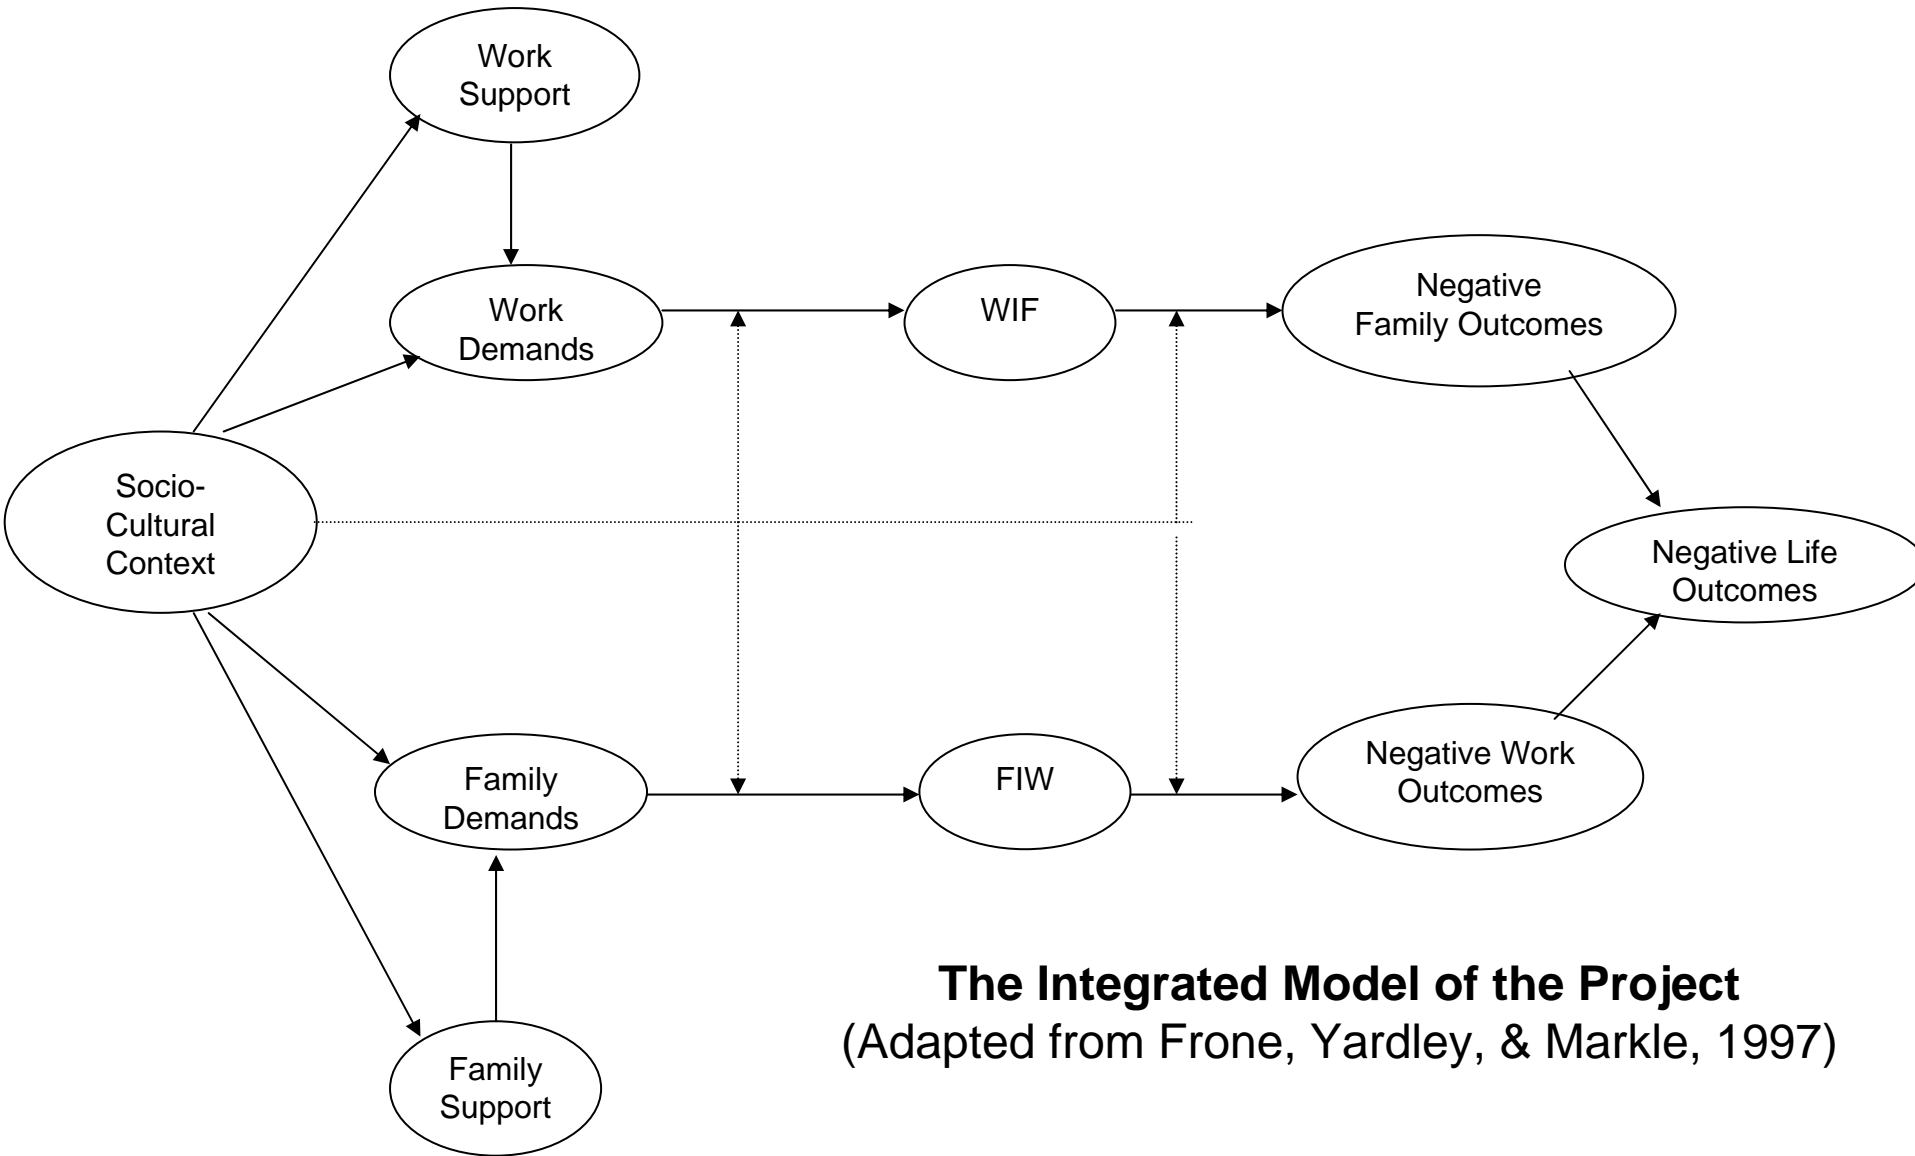 Work
Support
Work
Demands
WIF
Negative
Family Outcomes
Socio-
Cultural
Context
Negative Life
Outcomes
Family
Demands
FIW
Negative Work
Outcomes
Family
Support
The Integrated Model of the Project
(Adapted from Frone, Yardley, & Markle, 1997)